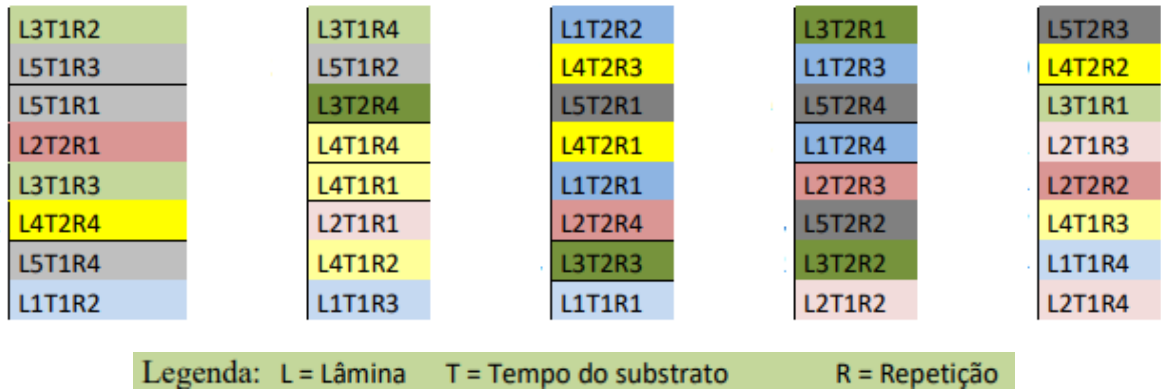 L3T1R2 L3T1R4 L1T2R2 L3T2R1 L5T2R3
L5T1R3 L5T1R2 L4T2R3 L1T2R3 L4T2R2
L5T1R1 L3T2R4 L5T2R1 L5T2R4 L3T1R1
L2T2R1 L4T1R4 L4T2R1 L1T2R4 L2T1R3
L3T1R3 L4T1R1 L1T2R1 L2T2R3 L2T2R2
L4T2R4 L2T1R1 L2T2R4 L5T2R2 L4T1R3
L5T1R4 L4T1R2 L3T2R3 L3T2R2 L1T1R4
L1T1R2 L1T1R3 L1T1R1 L2T1R2 L2T1R4
Legenda: L = Lâmina T = Tempo do substrato R = Repetição